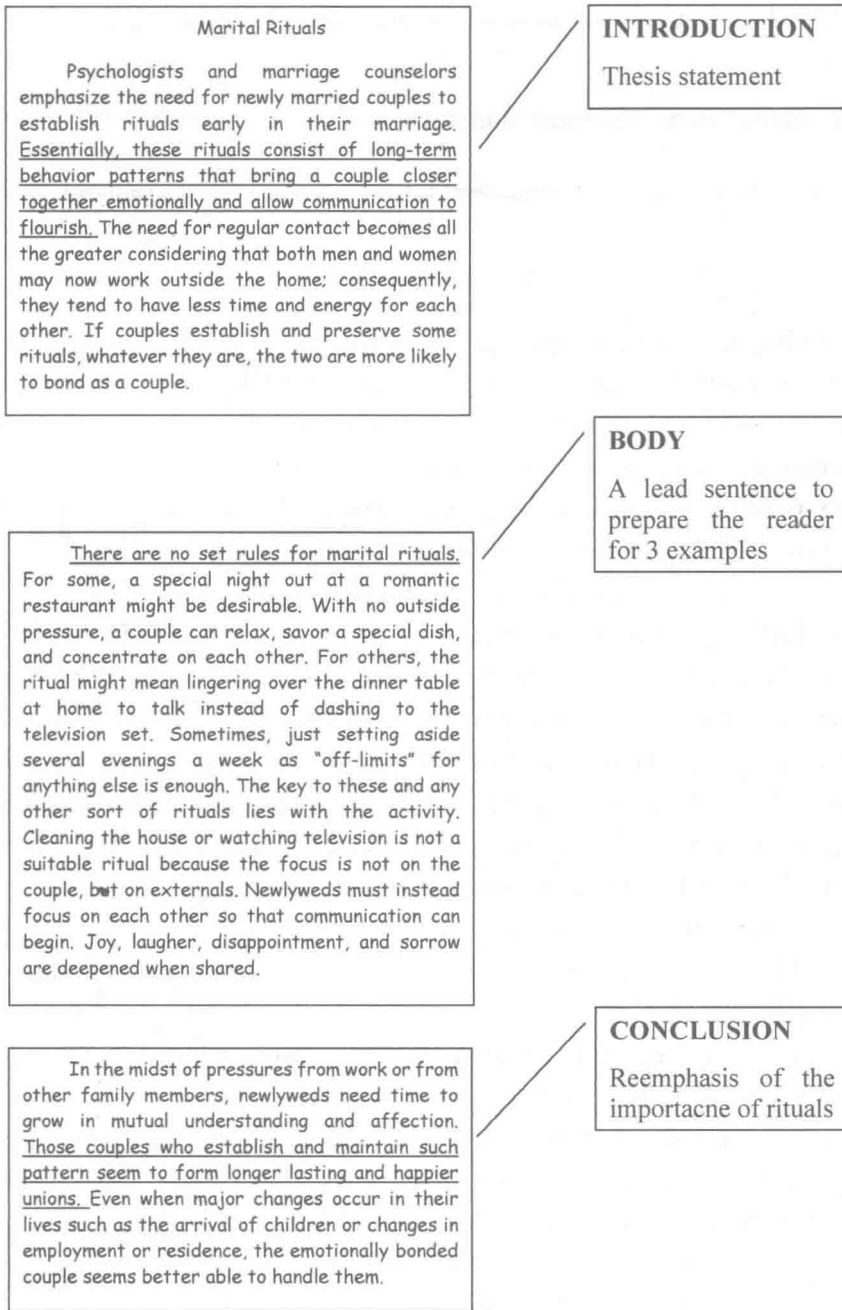 Marital Rituals
Psychologists and marriage counselors
emphasize the need for newly married couples to
establish rituals early in their marriage.
Essentially, these rituals consist of long-term
behavior patterns that bring a couple closer
together emotionally and allow communication to
flourish. The need for regular contact becomes all
the greater considering that both men and women
may now work outside the home; consequently,
they tend to have less time and energy for each
other. If couples establish and preserve some
rituals, whatever they are, the two are more likely
to bond as a couple.
INTRODUCTION
Thesis statement
There are no set rules for marital rituals.
For some, a special night out at a romantic
restaurant might be desirable. With no outside
pressure, a couple can relax, savor a special dish,
and concentrate on each other. For others, the
ritual might mean lingering over the dinner table
at home to talk instead of dashing to the
television set. Sometimes, just setting aside
several evenings a week as "off-limits" for
anything else is enough. The key to these and any
other sort of rituals lies with the activity.
Cleaning the house or watching television is not a
suitable ritual because the focus is not on the
couple, but on externals. Newlyweds must instead
focus on each other so that communication can
begin. Joy, laugher, disappointment, and sorrow
are deepened when shared.
BODY
A lead sentence to
prepare the reader
for 3 examples
In the midst of pressures from work or from
other family members, newlyweds need time to
grow in mutual understanding and affection.
Those couples who establish and maintain such
pattern seem to form longer lasting and happier
unions. Even when major changes occur in their
lives such as the arrival of children or changes in
employment or residence, the emotionally bonded
couple seems better able to handle them.
CONCLUSION
Reemphasis of the
importacne of rituals